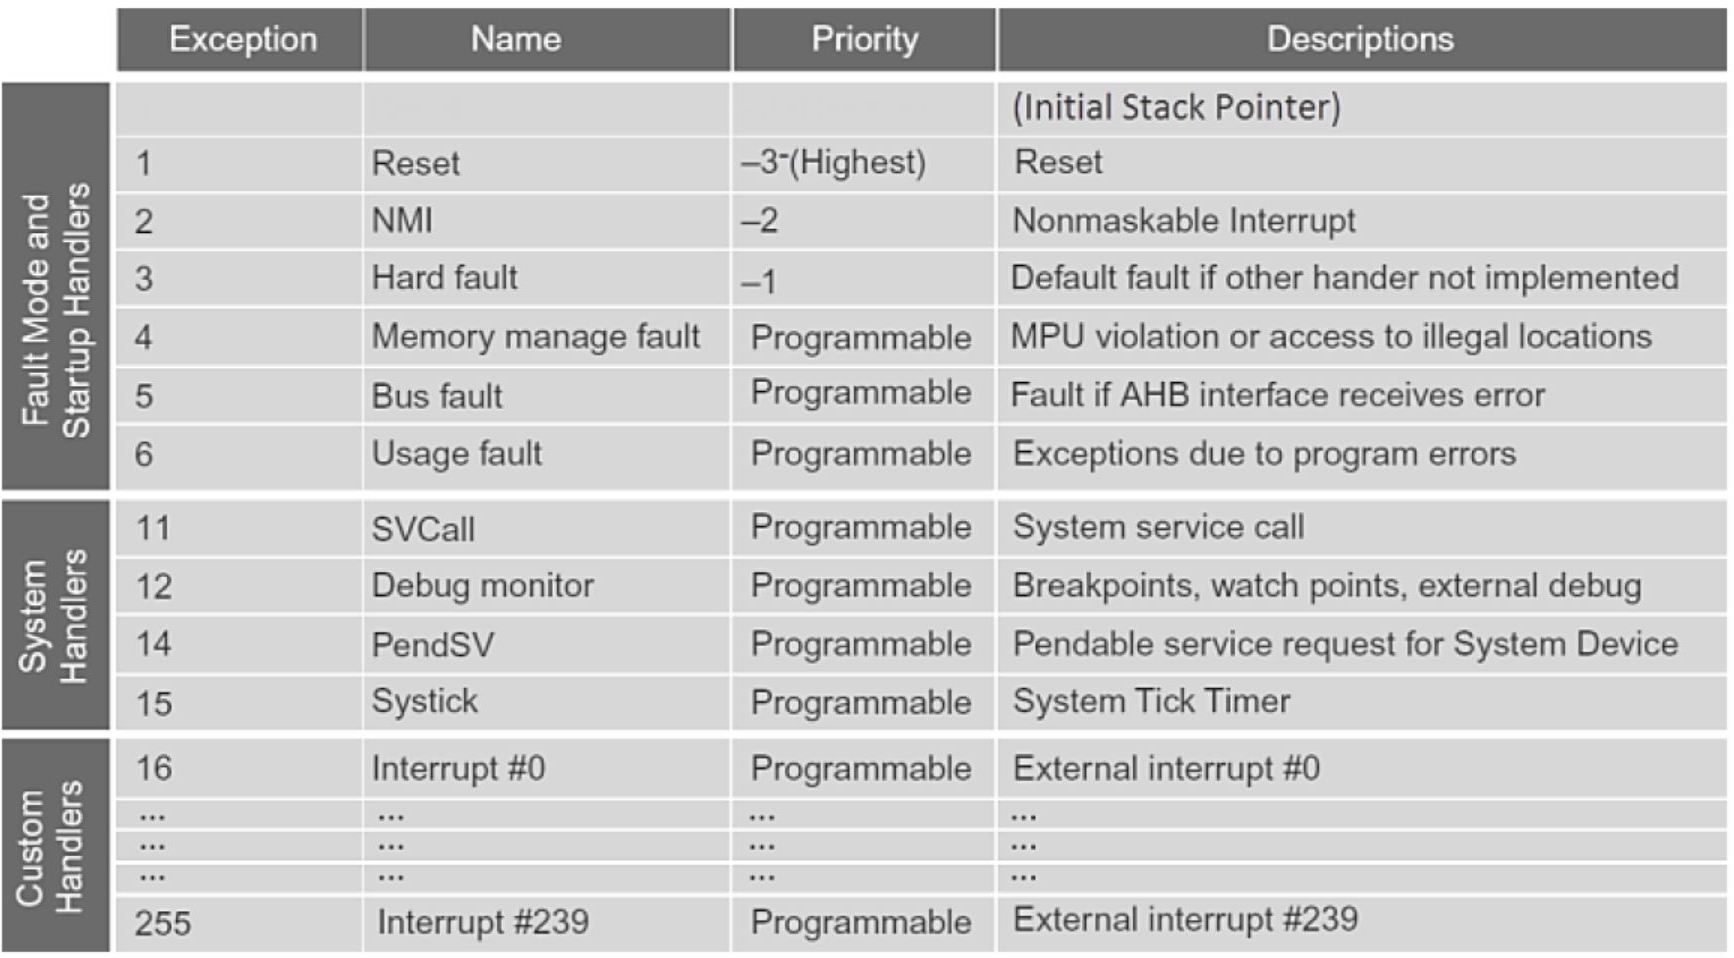 Exception Name Priority Descriptions
Fault Mode and
Startup Handlers
(Initial Stack Pointer)
1 Reset –3-(Highest) Reset
2 NMI –2 Nonmaskable Interrupt
3 Hard fault –1 Default fault if other hander not implemented
4 Memory manage fault Programmable MPU violation or access to illegal locations
5 Bus fault Programmable Fault if AHB interface receives error
6 Usage fault Programmable Exceptions due to program errors
System
Handlers
11 SVCall Programmable System service call
12 Debug monitor Programmable Breakpoints, watch points, external debug
14 PendSV Programmable Pendable service request for System Device
15 Systick Programmable System Tick Timer
Custom
Handlers
16 Interrupt #0 Programmable External interrupt #0
... ... ... ...
... ... ... ...
... ... ... ...
255 Interrupt #239 Programmable External interrupt #239